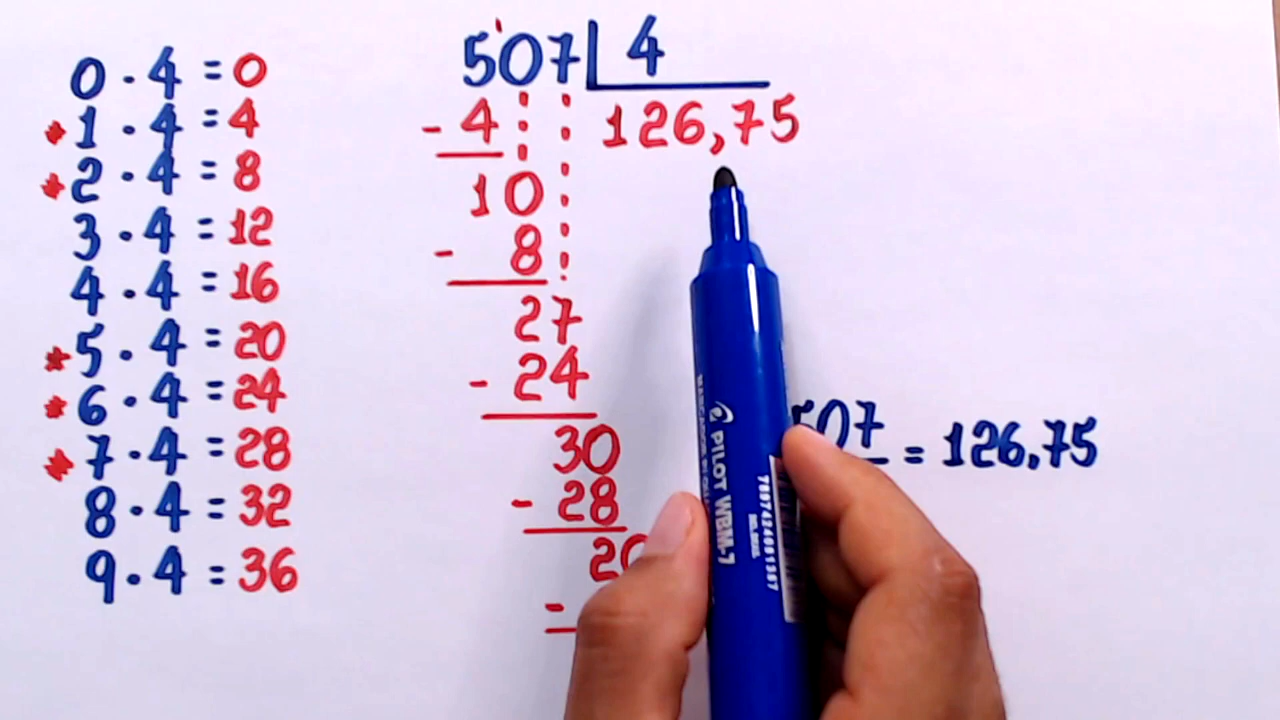 0 · 4 = 0
1 · 4 = 4
2 · 4 = 8
3 · 4 = 12
4 · 4 = 16
5 · 4 = 20
6 · 4 = 24
7 · 4 = 28
8 · 4 = 32
9 · 4 = 36
507 4
- 4 126,75
10
- 8
27
- 24
30
- 28
20
-
507 = 126,75
PILOT WBM-7